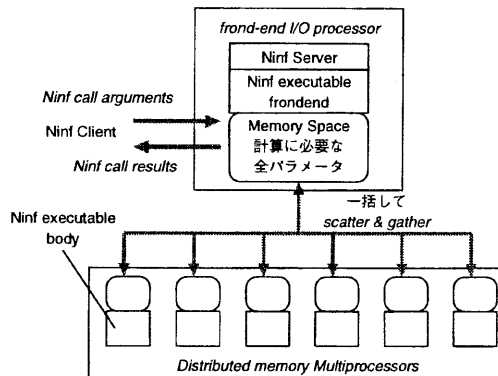 frond-end I/O processor
Ninf Server
Ninf executable
frondend
Ninf call arguments
Ninf Client
Ninf call results
Memory Space
計算に必要な
全パラメータ
一括して
scatter & gather
Ninf executable
body
Distributed memory Multiprocessors